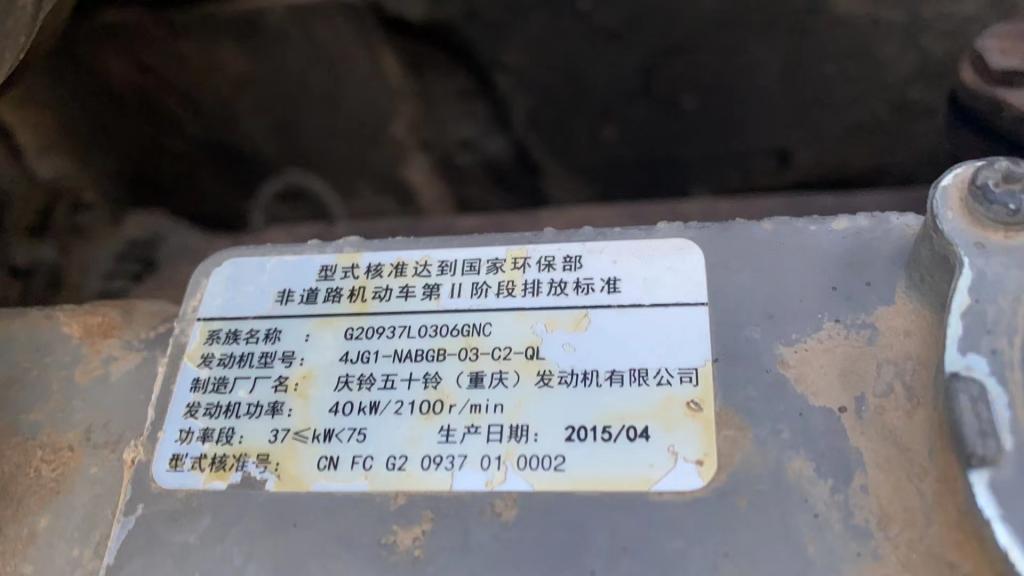 型式核准达到国家环保部
非道路机动车第II阶段排放标准
系族名称 : G20937L0306GNC
发动机型号: 4JG1-NABGB-03-C2-QL
制造厂厂名: 庆铃五十铃（重庆）发动机有限公司
发动机功率: 40kW/2100r/min
功率段: 37≤kW<75 生产日期: 2015/04
型式核准号: CN FC G2 0937 01 0002